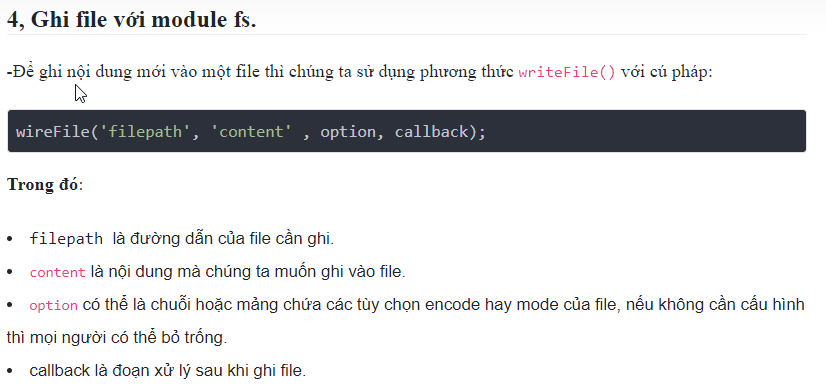 4, Ghi file với module fs.
-Để ghi nội dung mới vào một file thì chúng ta sử dụng phương thức writeFile() với cú pháp:
wireFile('filepath', 'content' , option, callback);
Trong đó:
• filepath là đường dẫn của file cần ghi.
• content là nội dung mà chúng ta muốn ghi vào file.
• option có thể là chuỗi hoặc mảng chứa các tùy chọn encode hay mode của file, nếu không cần cấu hình
thì mọi người có thể bỏ trống.
• callback là đoạn xử lý sau khi ghi file.